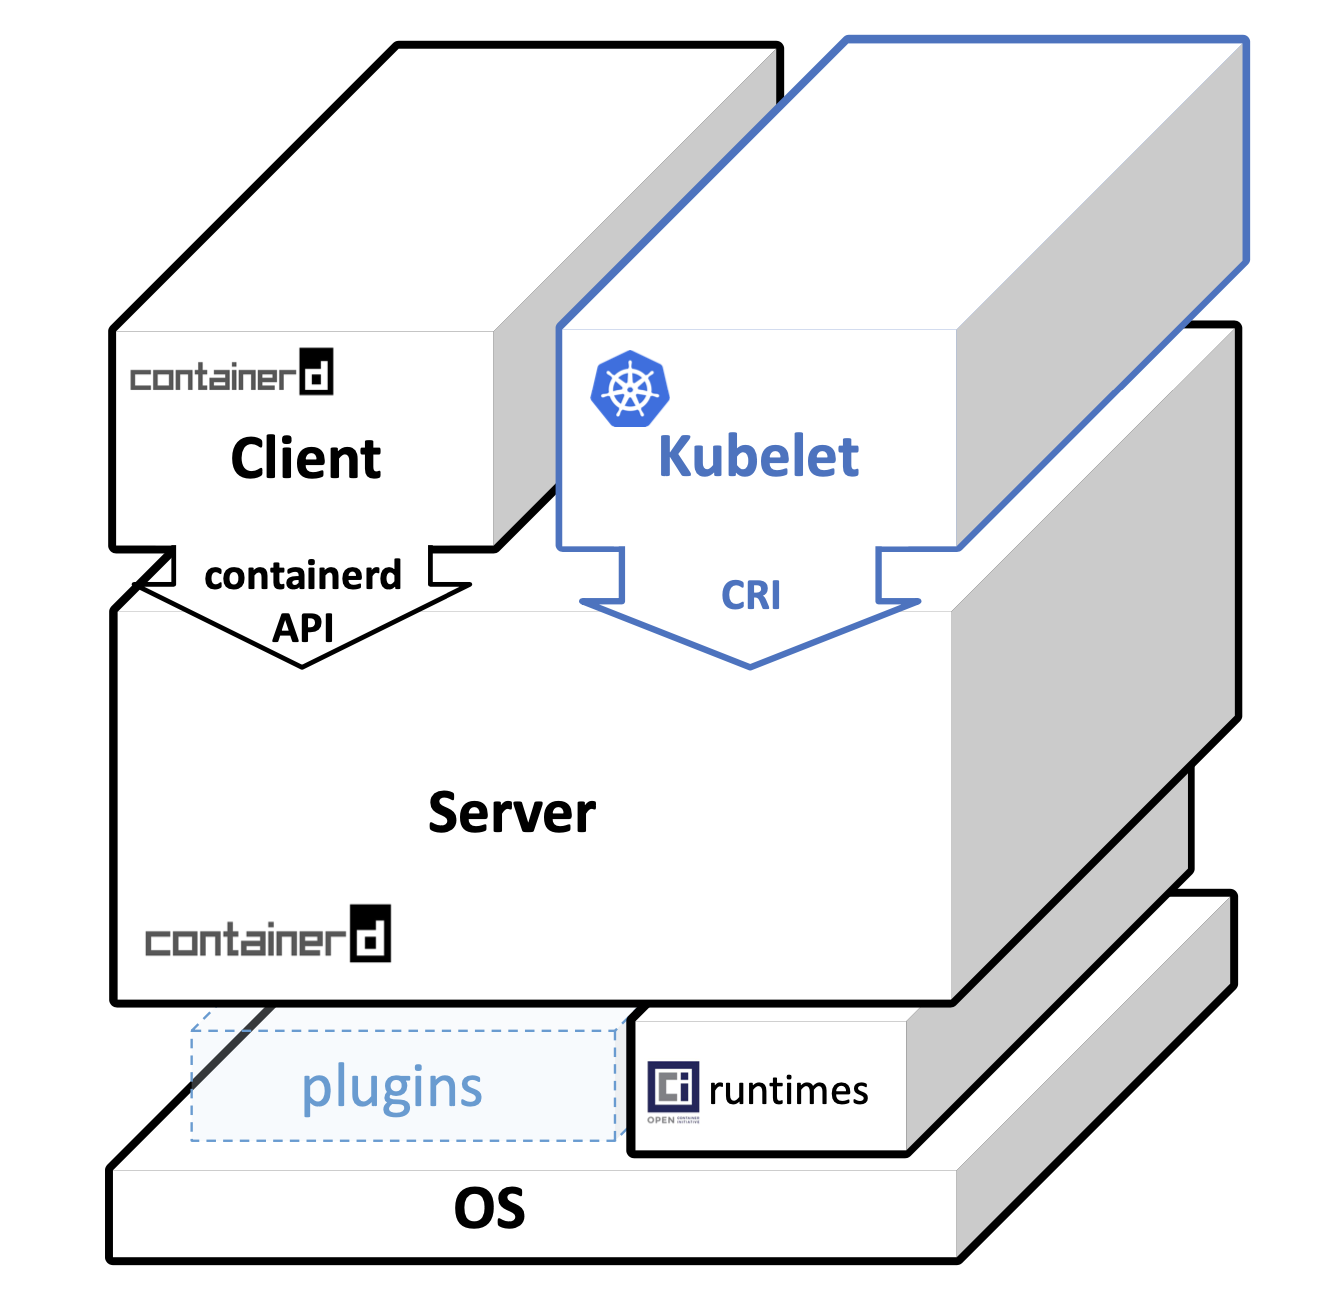 containerd
Client
Kubelet
containerd
API
CRI
Server
containerd
plugins
Ci
OPEN CONTAINER
INITIATIVE
runtimes
OS